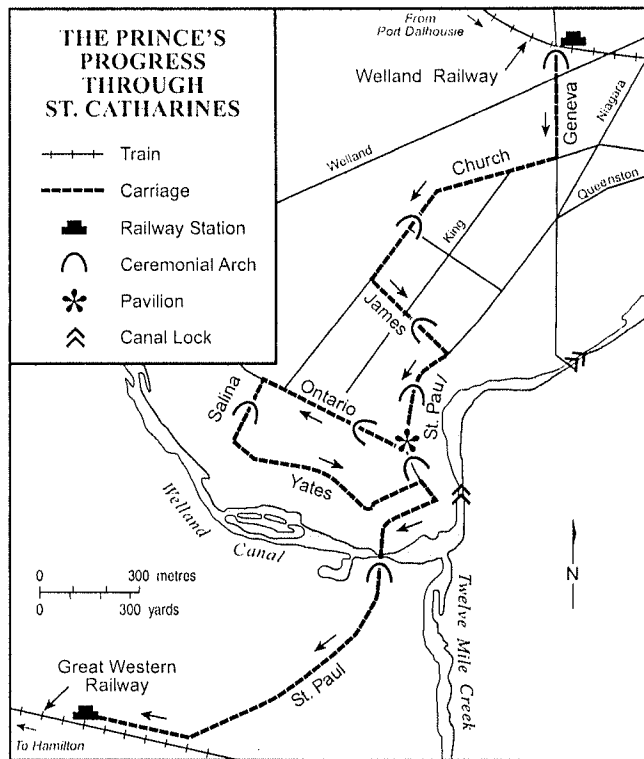 THE PRINCE'S
PROGRESS
THROUGH
ST. CATHARINES
Train
Carriage
Railway Station
Ceremonial Arch
Pavilion
Canal Lock
From
Port Dalhousie
Welland Railway
Geneva
Niagara
Welland
Church
Queenston
King
James
St. Paul
Ontario
Salina
Yates
Welland
Canal
0 300 metres
0 300 yards
N
Twelve Mile Creek
Great Western
Railway
St. Paul
To Hamilton